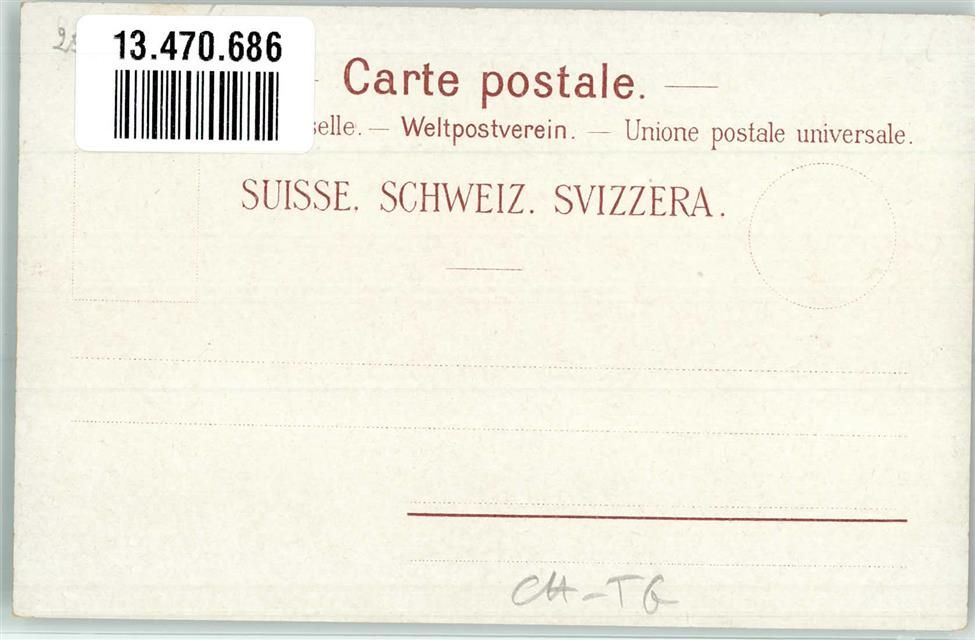 13.470.686
Carte postale. —
selle. — Weltpostverein. — Unione postale universale.
SUISSE. SCHWEIZ. SVIZZERA.
CH-TG